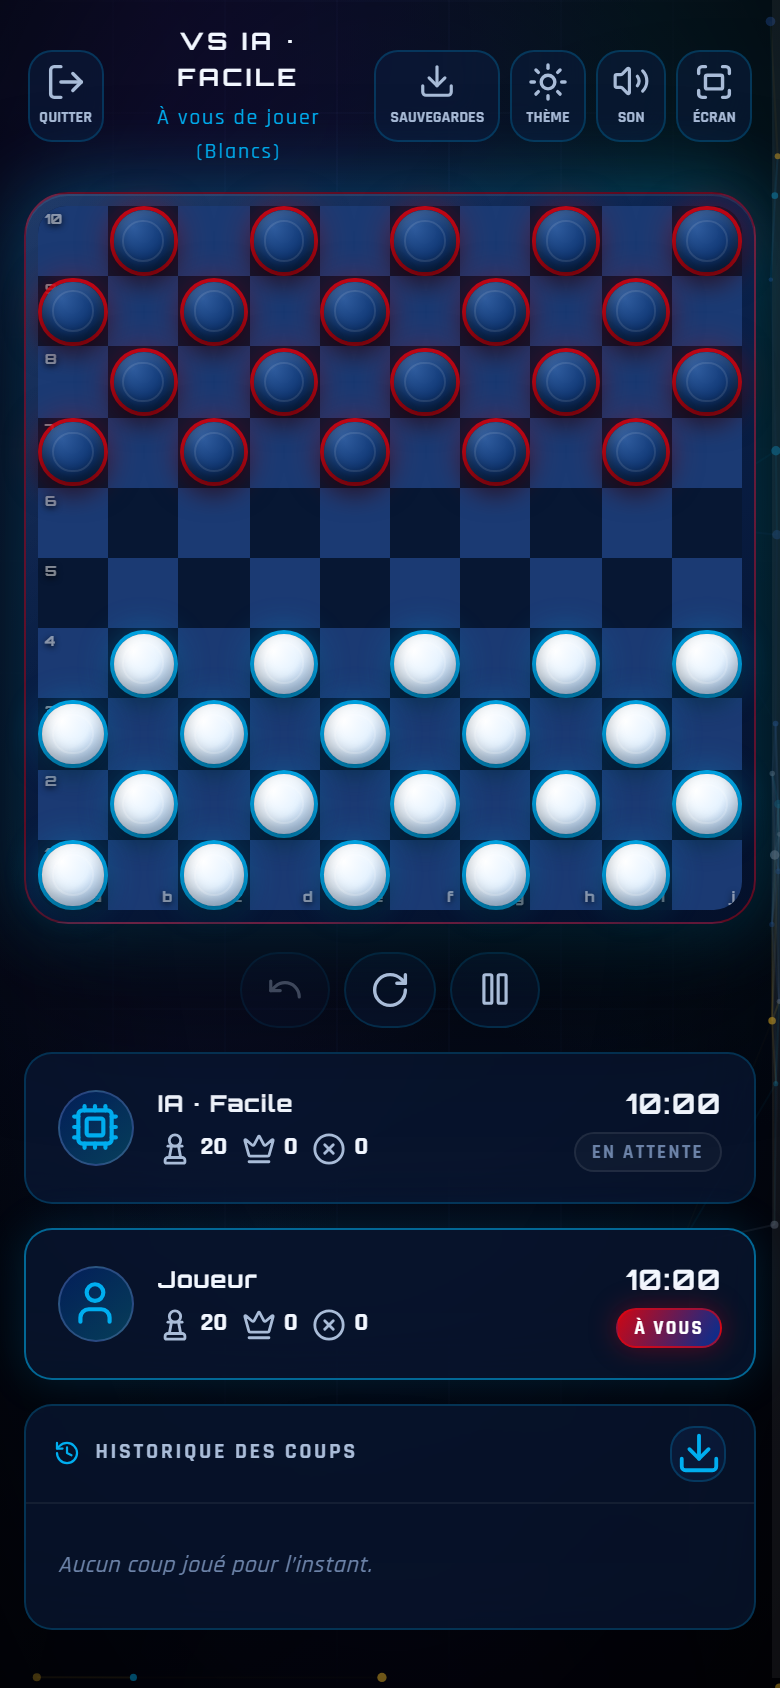 VS IA ·
FACILE
À vous de jouer
(Blancs)
QUITTER
SAUVEGARDES
THÈME
SON
ÉCRAN
10
8
6
5
4
2
b
d
f
g
h
j
IA · Facile
20 0 0
10:00
EN ATTENTE
Joueur
20 0 0
10:00
À VOUS
HISTORIQUE DES COUPS
Aucun coup joué pour l'instant.